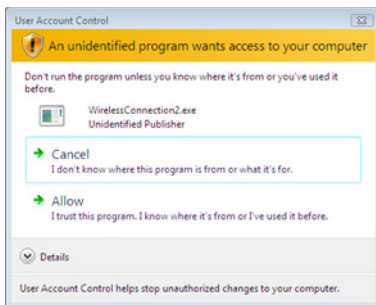 User Account Control
An unidentified program wants access to your computer
Don't run the program unless you know where it's from or you've used it
before.
WirelessConnection2.exe
Unidentified Publisher
Cancel
I don't know where this program is from or what it's for.
Allow
I trust this program. I know where it's from or I've used it before.
Details
User Account Control helps stop unauthorized changes to your computer.